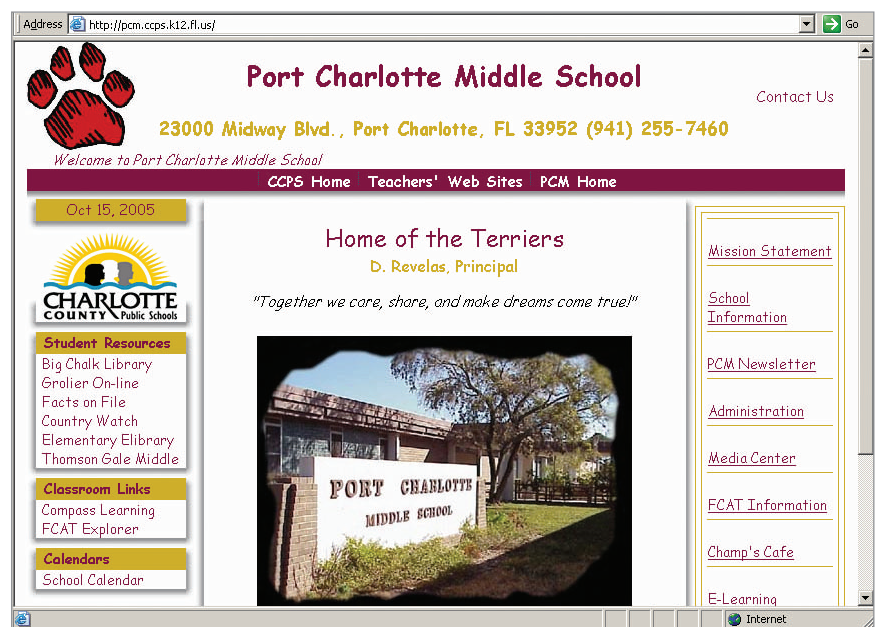 Address http://pcm.ccps.k12.fl.us/ Go
Port Charlotte Middle School
Contact Us
23000 Midway Blvd., Port Charlotte, FL 33952 (941) 255-7460
Welcome to Port Charlotte Middle School
CCPS Home Teachers' Web Sites PCM Home
Oct 15, 2005
CHARLOTTE
COUNTY Public Schools
Student Resources
Big Chalk Library
Grolier On-line
Facts on File
Country Watch
Elementary Elibrary
Thomson Gale Middle
Classroom Links
Compass Learning
FCAT Explorer
Calendars
School Calendar
Home of the Terriers
D. Revelas, Principal
"Together we care, share, and make dreams come true!"
PORT CHARLOTTE
MIDDLE SCHOOL
Mission Statement
School
Information
PCM Newsletter
Administration
Media Center
FCAT Information
Champ's Cafe
E-Learning
Internet